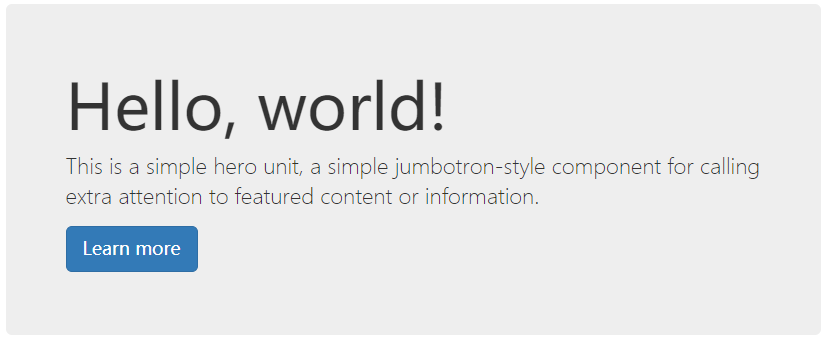 Hello, world!
This is a simple hero unit, a simple jumbotron-style component for calling
extra attention to featured content or information.
Learn more